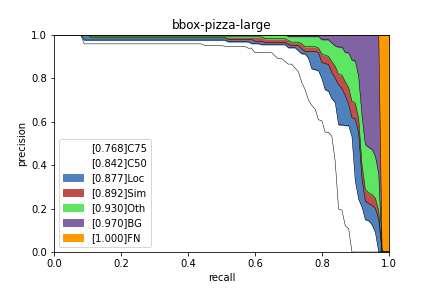 bbox-pizza-large
1.0
0.8
0.6
0.4
0.2
0.0
precision
[0.768]C75
[0.842]C50
[0.877]Loc
[0.892]Sim
[0.930]Oth
[0.970]BG
[1.000]FN
0.0 0.2 0.4 0.6 0.8 1.0
recall